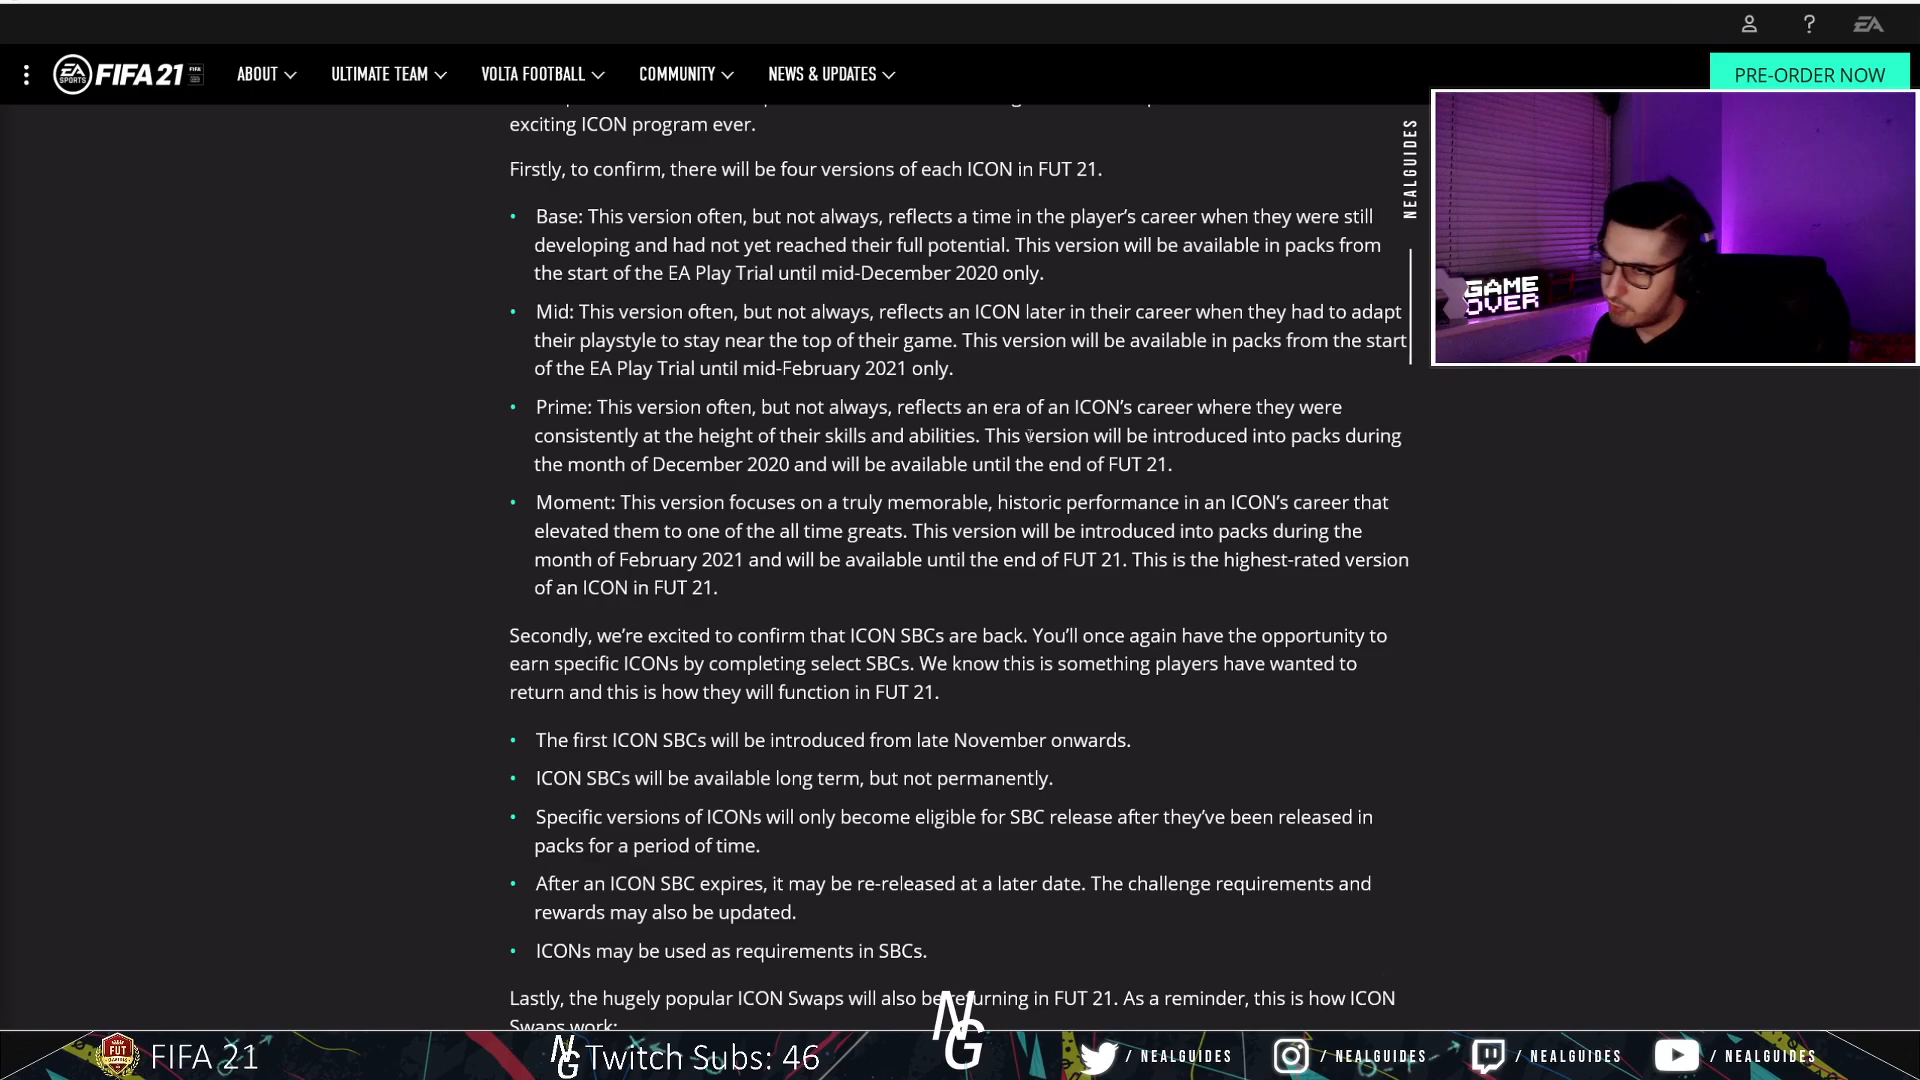 EA SPORTS FIFA 21 ABOUT ULTIMATE TEAM VOLTA FOOTBALL COMMUNITY NEWS & UPDATES PRE-ORDER NOW
exciting ICON program ever.
Firstly, to confirm, there will be four versions of each ICON in FUT 21.
• Base: This version often, but not always, reflects a time in the player's career when they were still
developing and had not yet reached their full potential. This version will be available in packs from
the start of the EA Play Trial until mid-December 2020 only.
• Mid: This version often, but not always, reflects an ICON later in their career when they had to adapt
their playstyle to stay near the top of their game. This version will be available in packs from the start
of the EA Play Trial until mid-February 2021 only.
• Prime: This version often, but not always, reflects an era of an ICON's career where they were
consistently at the height of their skills and abilities. This version will be introduced into packs during
the month of December 2020 and will be available until the end of FUT 21.
• Moment: This version focuses on a truly memorable, historic performance in an ICON's career that
elevated them to one of the all time greats. This version will be introduced into packs during the
month of February 2021 and will be available until the end of FUT 21. This is the highest-rated version
of an ICON in FUT 21.
Secondly, we're excited to confirm that ICON SBCs are back. You'll once again have the opportunity to
earn specific ICONs by completing select SBCs. We know this is something players have wanted to
return and this is how they will function in FUT 21.
• The first ICON SBCs will be introduced from late November onwards.
• ICON SBCs will be available long term, but not permanently.
• Specific versions of ICONs will only become eligible for SBC release after they've been released in
packs for a period of time.
• After an ICON SBC expires, it may be re-released at a later date. The challenge requirements and
rewards may also be updated.
• ICONs may be used as requirements in SBCs.
Lastly, the hugely popular ICON Swaps will also be returning in FUT 21. As a reminder, this is how ICON
Swaps work:
NEALGUIDES
GAME
OVER
NG
FUT FIFA 21 NG Twitch Subs: 46 / NEALGUIDES / NEALGUIDES / NEALGUIDES / NEALGUIDES